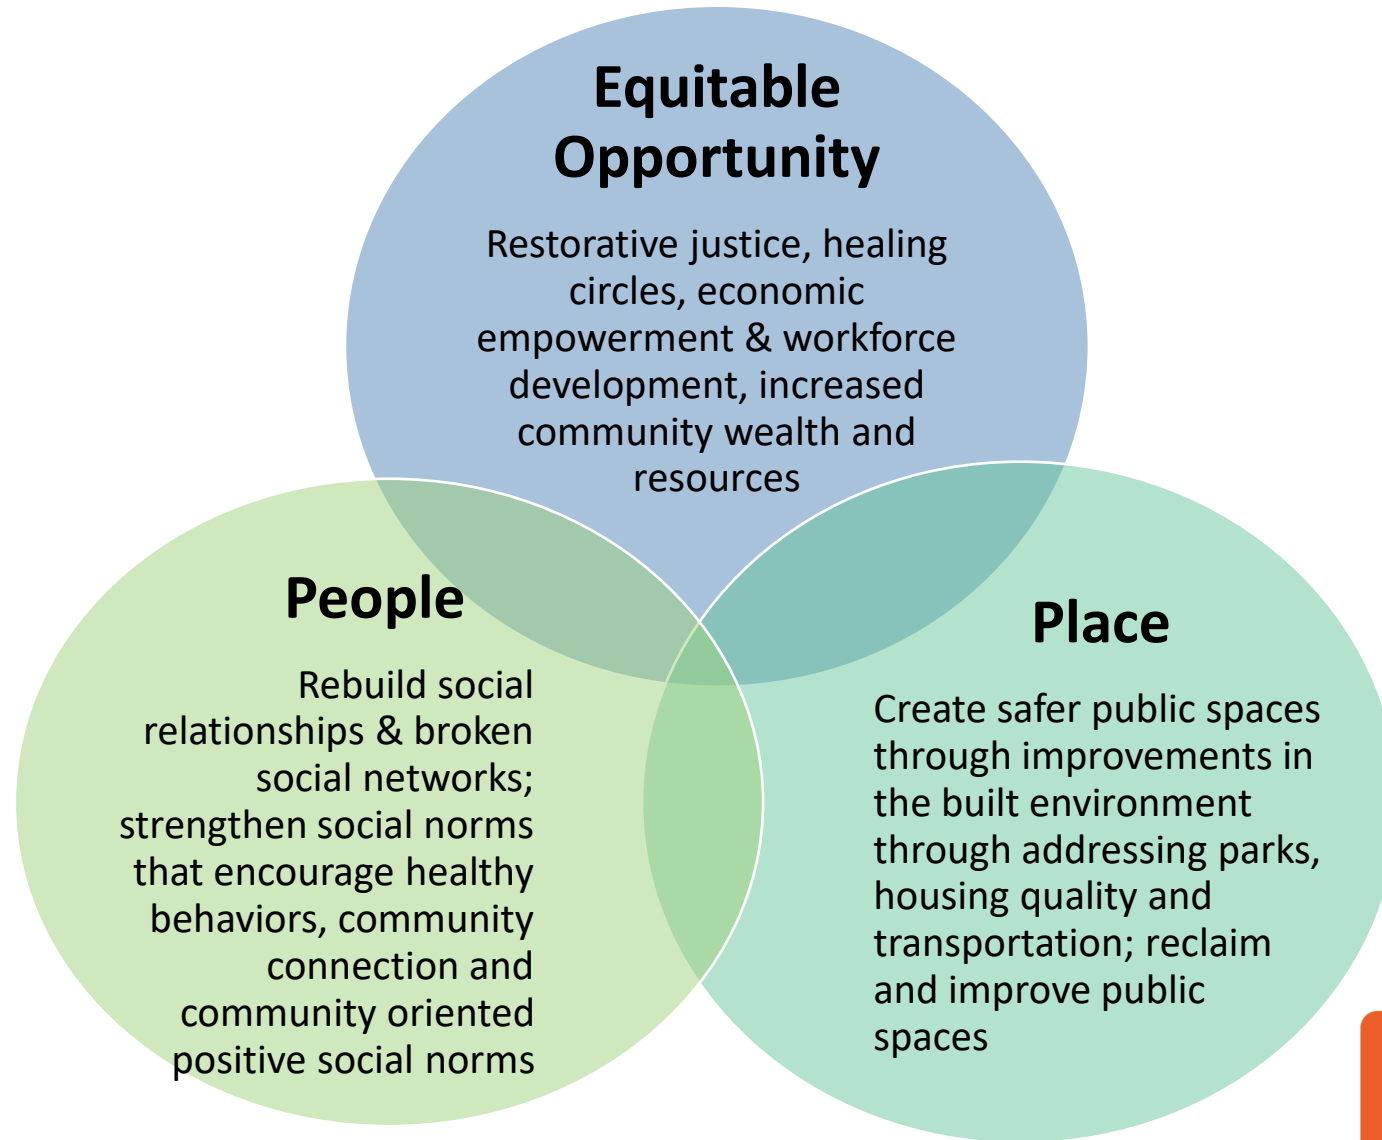 Equitable
Opportunity
Restorative justice, healing
circles, economic
empowerment & workforce
development, increased
community wealth and
resources
People
Rebuild social
relationships & broken
social networks;
strengthen social norms
that encourage healthy
behaviors, community
connection and
community oriented
positive social norms
Place
Create safer public spaces
through improvements in
the built environment
through addressing parks,
housing quality and
transportation; reclaim
and improve public
spaces